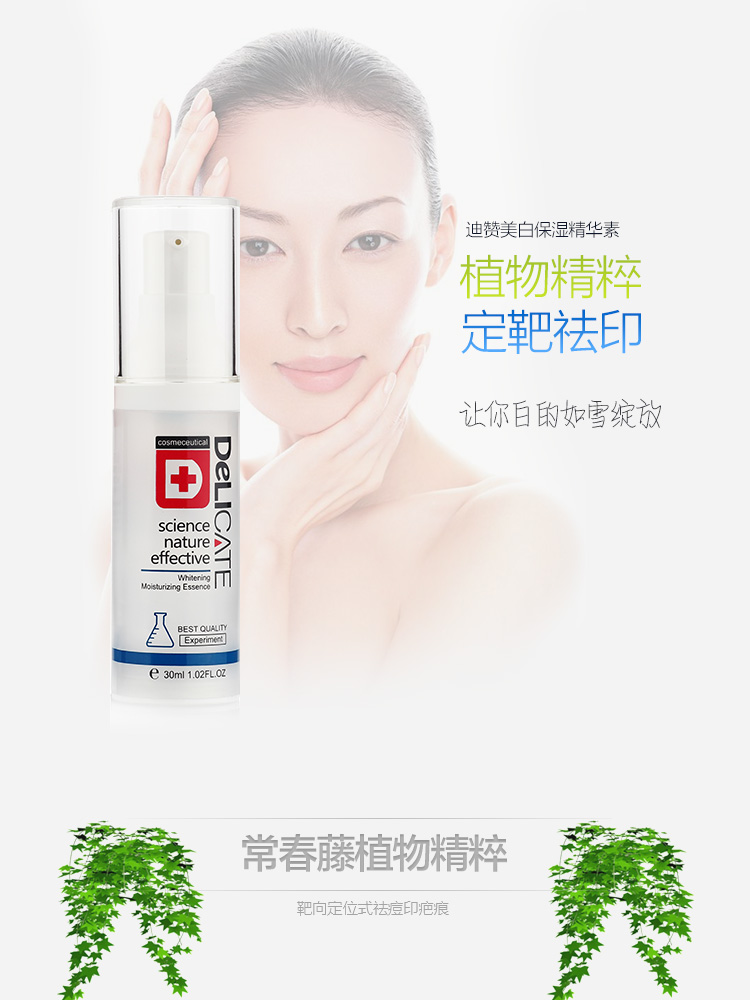 迪赞美白保湿精华素
植物精粹
定靶祛印
让你白的如雪绽放
cosmeceutical
DeLICATE
science
nature
effective
Whitening
Moisturizing Essence
BEST QUALITY
Experiment
e 30ml 1.02FL.OZ
常春藤植物精粹
靶向定位式祛痘印疤痕